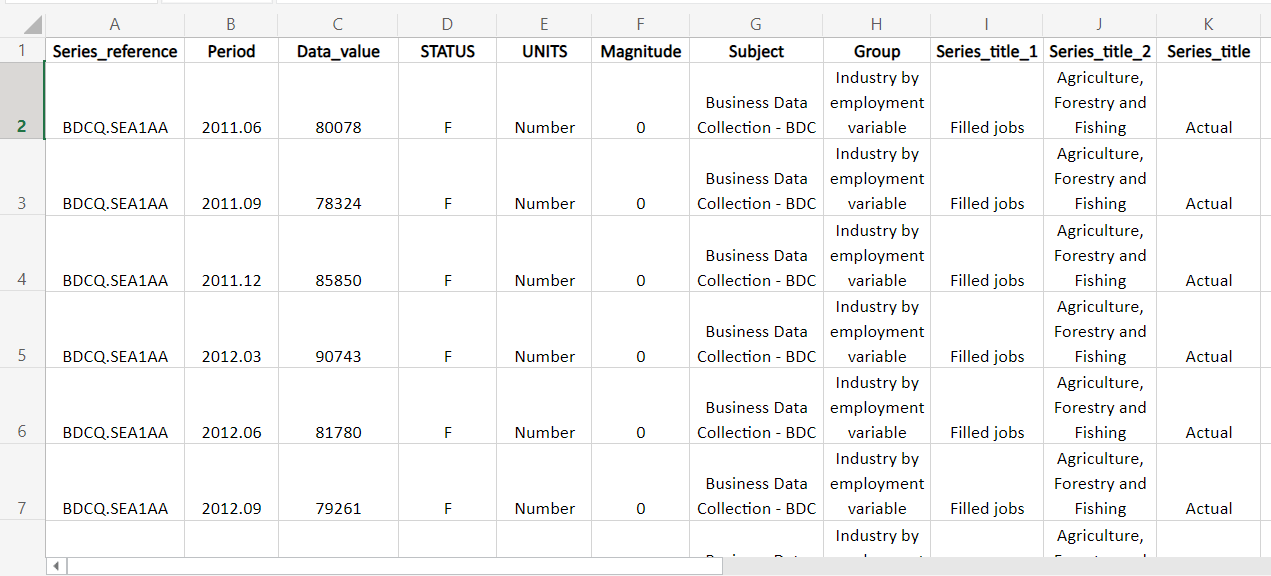 A B C D E F G H I J K
1 Series_reference Period Data_value STATUS UNITS Magnitude Subject Group Series_title_1 Series_title_2 Series_title
Industry by Agriculture,
Business Data employment Forestry and
2 BDCQ.SEA1AA 2011.06 80078 F Number 0 Collection - BDC variable Filled jobs Fishing Actual
Industry by Agriculture,
Business Data employment Forestry and
3 BDCQ.SEA1AA 2011.09 78324 F Number 0 Collection - BDC variable Filled jobs Fishing Actual
Industry by Agriculture,
Business Data employment Forestry and
4 BDCQ.SEA1AA 2011.12 85850 F Number 0 Collection - BDC variable Filled jobs Fishing Actual
Industry by Agriculture,
Business Data employment Forestry and
5 BDCQ.SEA1AA 2012.03 90743 F Number 0 Collection - BDC variable Filled jobs Fishing Actual
Industry by Agriculture,
Business Data employment Forestry and
6 BDCQ.SEA1AA 2012.06 81780 F Number 0 Collection - BDC variable Filled jobs Fishing Actual
Industry by Agriculture,
Business Data employment Forestry and
7 BDCQ.SEA1AA 2012.09 79261 F Number 0 Collection - BDC variable Filled jobs Fishing Actual
Industry by Agriculture,